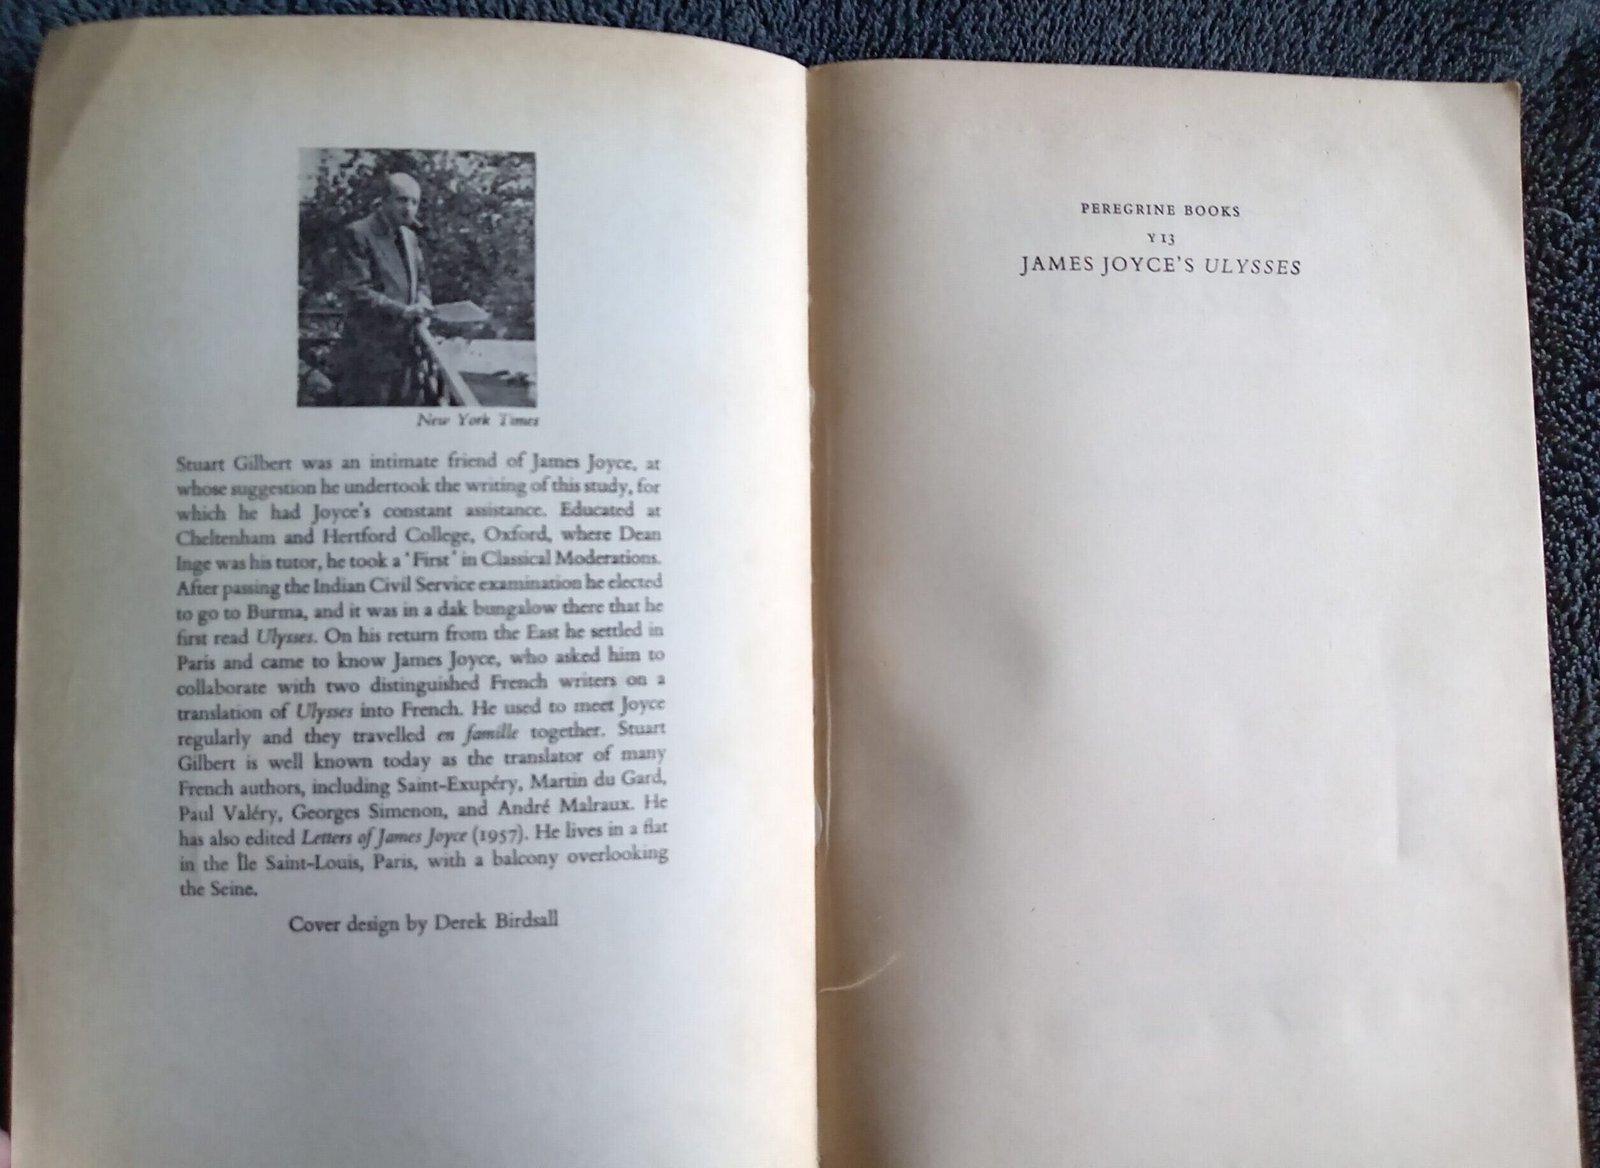 New York Times
Stuart Gilbert was an intimate friend of James Joyce, at
whose suggestion he undertook the writing of this study, for
which he had Joyce's constant assistance. Educated at
Cheltenham and Hertford College, Oxford, where Dean
Inge was his tutor, he took a 'First' in Classical Moderations.
After passing the Indian Civil Service examination he elected
to go to Burma, and it was in a dak bungalow there that he
first read Ulysses. On his return from the East he settled in
Paris and came to know James Joyce, who asked him to
collaborate with two distinguished French writers on a
translation of Ulysses into French. He used to meet Joyce
regularly and they travelled en famille together. Stuart
Gilbert is well known today as the translator of many
French authors, including Saint-Exupéry, Martin du Gard,
Paul Valéry, Georges Simenon, and André Malraux. He
has also edited Letters of James Joyce (1957). He lives in a flat
in the Île Saint-Louis, Paris, with a balcony overlooking
the Seine.
Cover design by Derek Birdsall
PEREGRINE BOOKS
Y13
JAMES JOYCE'S ULYSSES